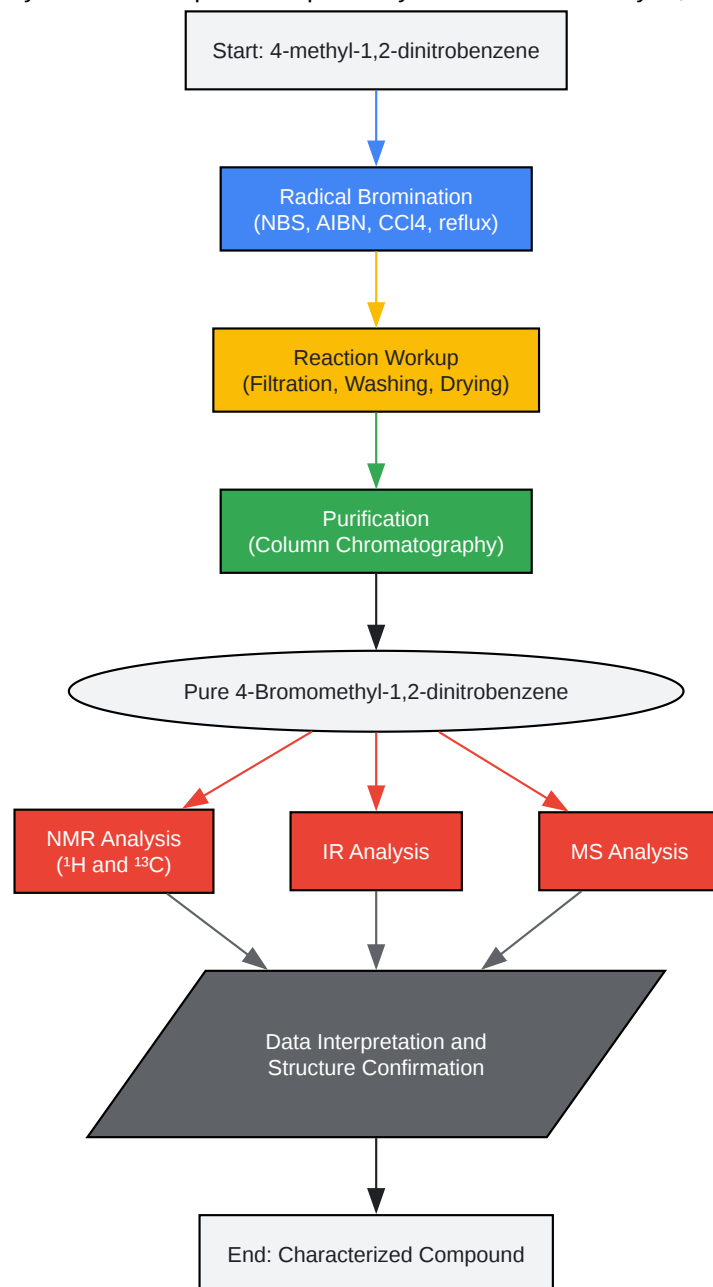 Start: 4-methyl-1,2-dinitrobenzene
Radical Bromination
(NBS, AIBN, CCl4, reflux)
Reaction Workup
(Filtration, Washing, Drying)
Purification
(Column Chromatography)
Pure 4-Bromomethyl-1,2-dinitrobenzene
NMR Analysis
(¹H and ¹³C)
IR Analysis
MS Analysis
Data Interpretation and
Structure Confirmation
End: Characterized Compound